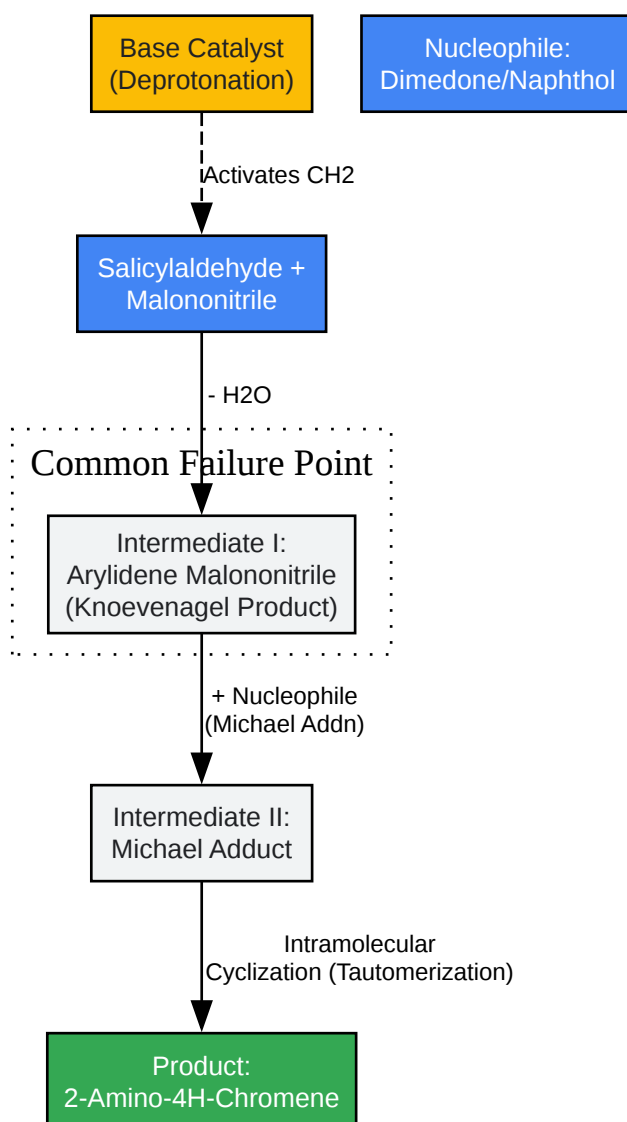 Base Catalyst
(Deprotonation)
Nucleophile:
Dimedone/Naphthol
Activates CH2
Salicylaldehyde +
Malononitrile
- H2O
Common Failure Point
Intermediate I:
Arylidene Malononitrile
(Knoevenagel Product)
+ Nucleophile
(Michael Addn)
Intermediate II:
Michael Adduct
Intramolecular
Cyclization (Tautomerization)
Product:
2-Amino-4H-Chromene